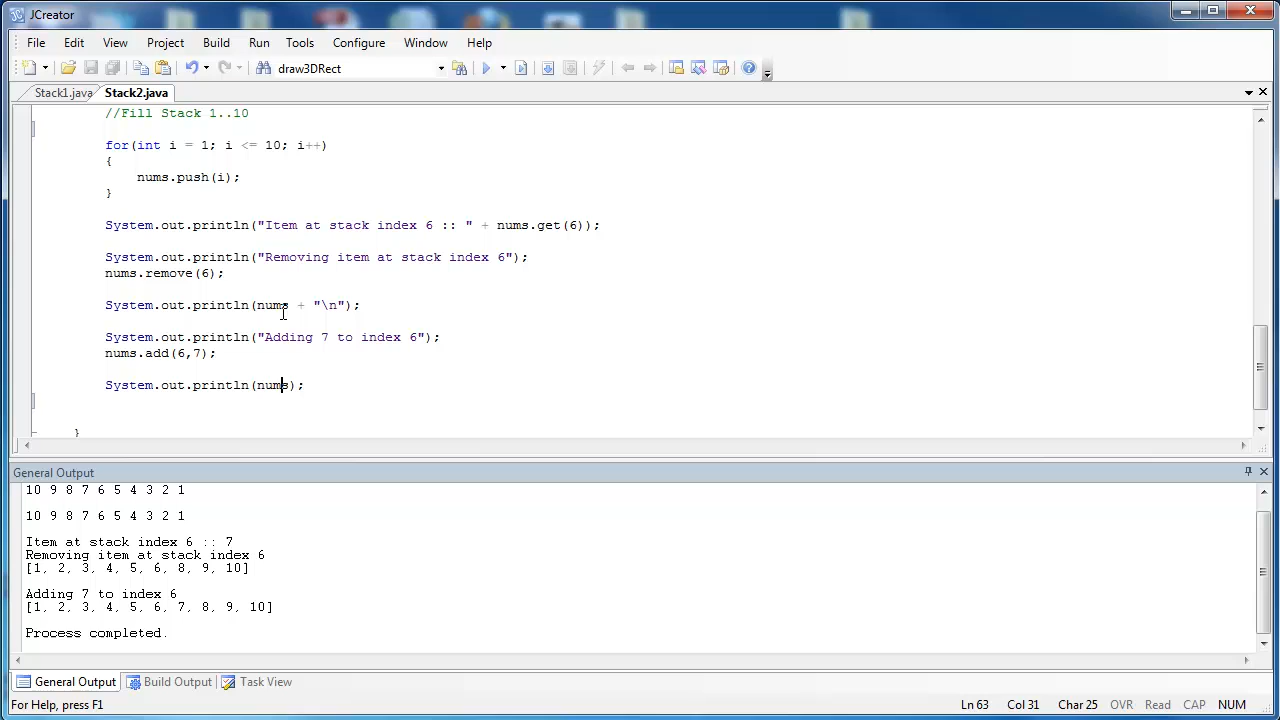 JCreator
File Edit View Project Build Run Tools Configure Window Help
draw3DRect
Stack1.java Stack2.java
//Fill Stack 1..10
for(int i = 1; i <= 10; i++)
{
nums.push(i);
}
System.out.println("Item at stack index 6 :: " + nums.get(6));
System.out.println("Removing item at stack index 6");
nums.remove(6);
System.out.println(nums + "\n");
System.out.println("Adding 7 to index 6");
nums.add(6,7);
System.out.println(nums);
}
General Output
10 9 8 7 6 5 4 3 2 1
10 9 8 7 6 5 4 3 2 1
Item at stack index 6 :: 7
Removing item at stack index 6
[1, 2, 3, 4, 5, 6, 8, 9, 10]
Adding 7 to index 6
[1, 2, 3, 4, 5, 6, 7, 8, 9, 10]
Process completed.
General Output Build Output Task View
For Help, press F1 Ln 63 Col 31 Char 25 OVR Read CAP NUM